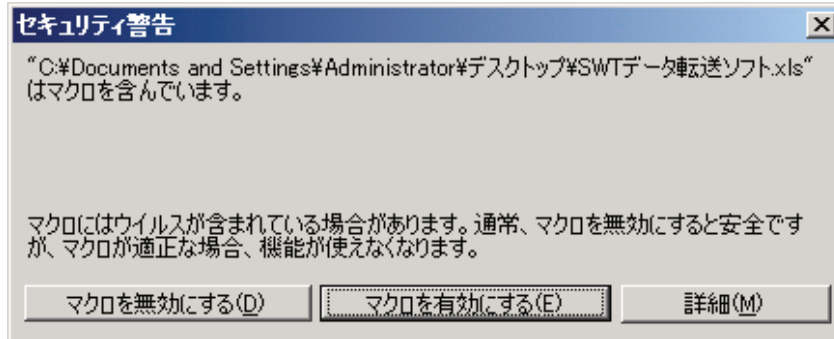 セキュリティ警告
"C:¥Documents and Settings¥Administrator¥デスクトップ¥SWTデータ転送ソフト.xls"
はマクロを含んでいます。
マクロにはウイルスが含まれている場合があります。通常、マクロを無効にすると安全です
が、マクロが適正な場合、機能が使えなくなります。
マクロを無効にする(D) マクロを有効にする(E) 詳細(M)